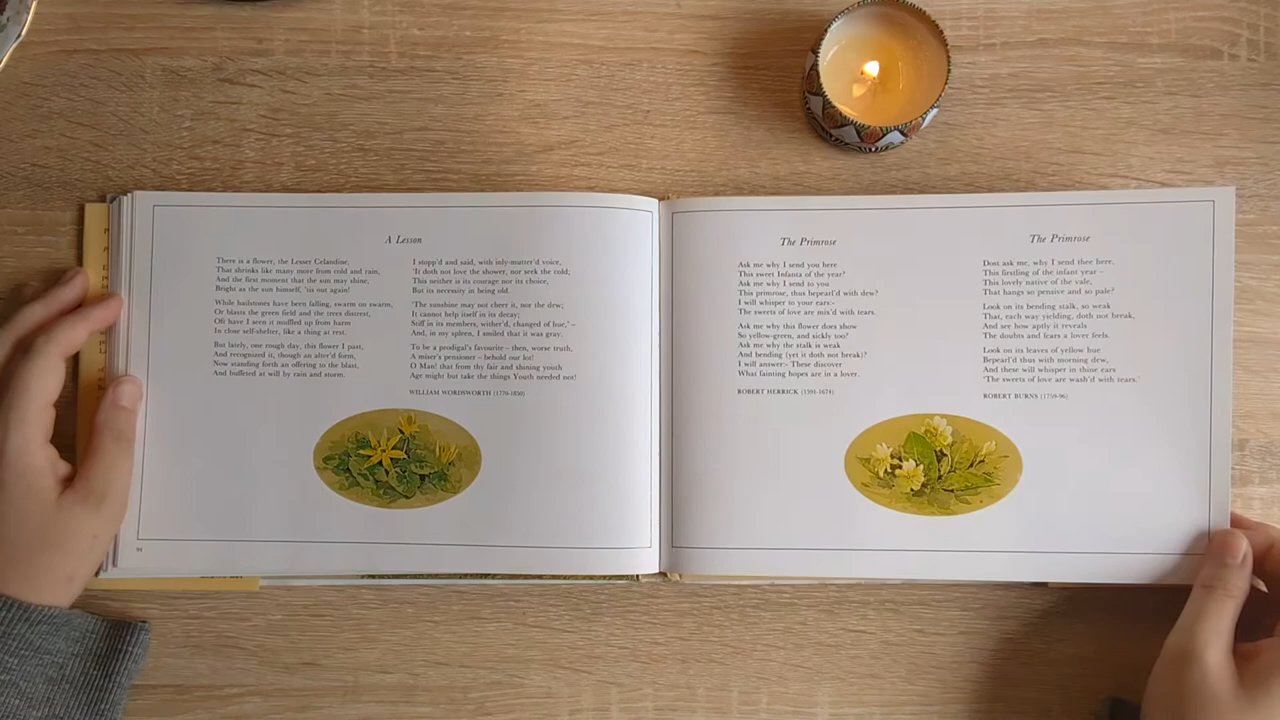 A Lesson
There is a flower, the Lesser Celandine,
That shrinks like many more from cold and rain,
And the first moment that the sun may shine,
Bright as the sun himself, 'tis out again!
While hailstones have been falling, swarm on swarm,
Or blasts the green field and the trees distrest,
Oft have I seen it muffled up from harm
In close self-shelter, like a thing at rest.
But lately, one rough day, this flower I past,
And recognized it, though an alter'd form,
Now standing forth an offering to the blast,
And buffeted at will by rain and storm.
I stopp'd and said, with inly-mutter'd voice,
'It doth not love the shower, nor seek the cold;
This neither is its courage nor its choice,
But its necessity in being old.
'The sunshine may not cheer it, nor the dew;
It cannot help itself in its decay;
Stiff in its members, wither'd, changed of hue,' –
And, in my spleen, I smiled that it was gray.
To be a prodigal's favourite – then, worse truth,
A miser's pensioner – behold our lot!
O Man! that from thy fair and shining youth
Age might but take the things Youth needed not!
WILLIAM WORDSWORTH (1770-1850)
94
The Primrose
Ask me why I send you here
This sweet Infanta of the year?
Ask me why I send to you
This primrose, thus bepearl'd with dew?
I will whisper to your ears:-
The sweets of love are mix'd with tears.
Ask me why this flower does show
So yellow-green, and sickly too?
Ask me why the stalk is weak
And bending (yet it doth not break)?
I will answer:- These discover
What fainting hopes are in a lover.
ROBERT HERRICK (1591-1674)
The Primrose
Dost ask me, why I send thee here,
This firstling of the infant year –
This lovely native of the vale,
That hangs so pensive and so pale?
Look on its bending stalk, so weak
That, each way yielding, doth not break,
And see how aptly it reveals
The doubts and fears a lover feels.
Look on its leaves of yellow hue
Bepearl'd thus with morning dew,
And these will whisper in thine ears
'The sweets of love are wash'd with tears.'
ROBERT BURNS (1759-96)